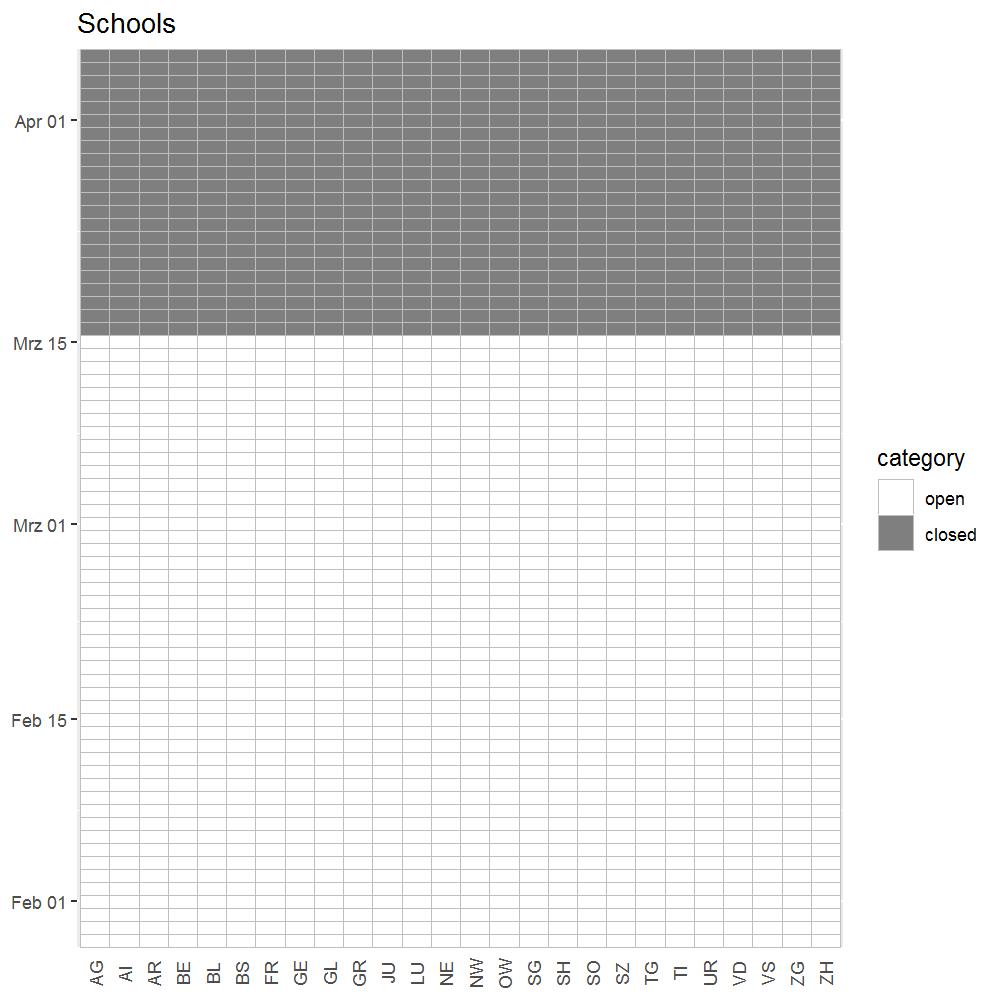 Schools
Apr 01
Mrz 15
Mrz 01
Feb 15
Feb 01
AG AI AR BE BL BS FR GE GL GR JU LU NE NW OW SG SH SO SZ TG TI UR VD VS ZG ZH
category
open
closed